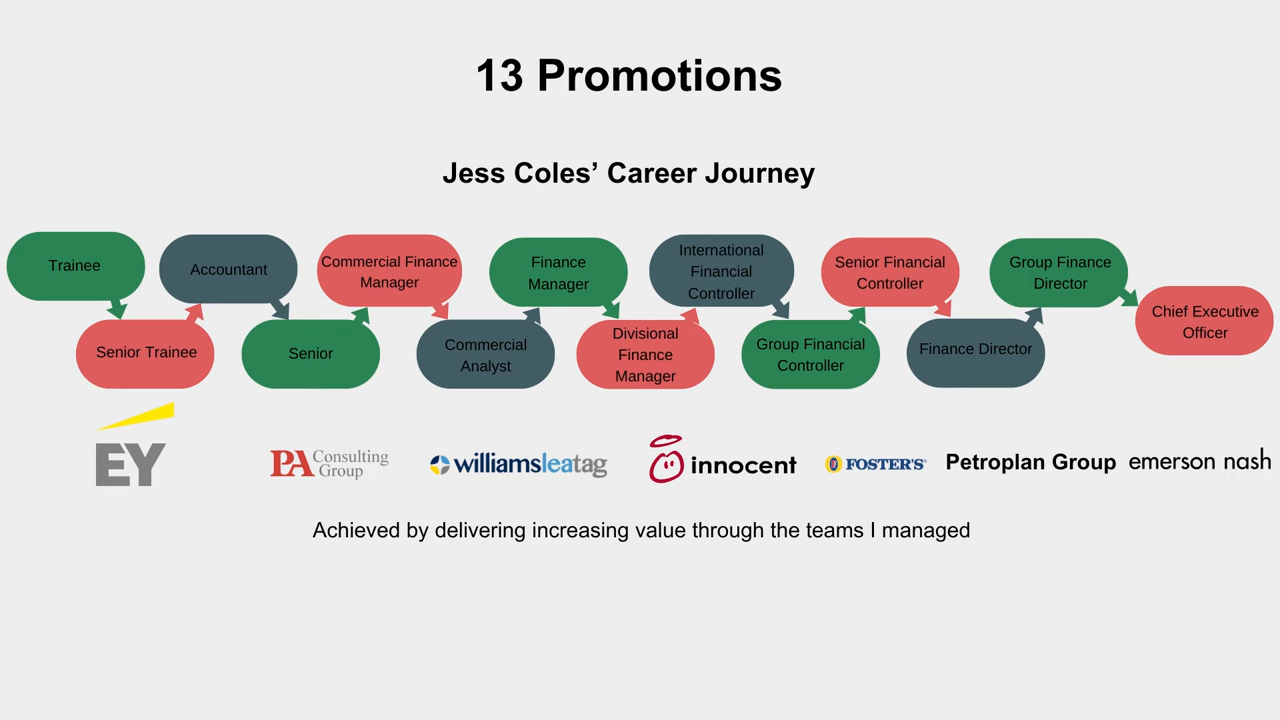 13 Promotions
Jess Coles’ Career Journey
Trainee
Senior Trainee
Accountant
Senior
Commercial Finance
Manager
Commercial
Analyst
Finance
Manager
Divisional
Finance
Manager
International
Financial
Controller
Group Financial
Controller
Senior Financial
Controller
Finance Director
Group Finance
Director
Chief Executive
Officer
EY
PA Consulting
Group
williamsleatag
innocent
FOSTER'S
Petroplan Group
emerson nash
Achieved by delivering increasing value through the teams I managed